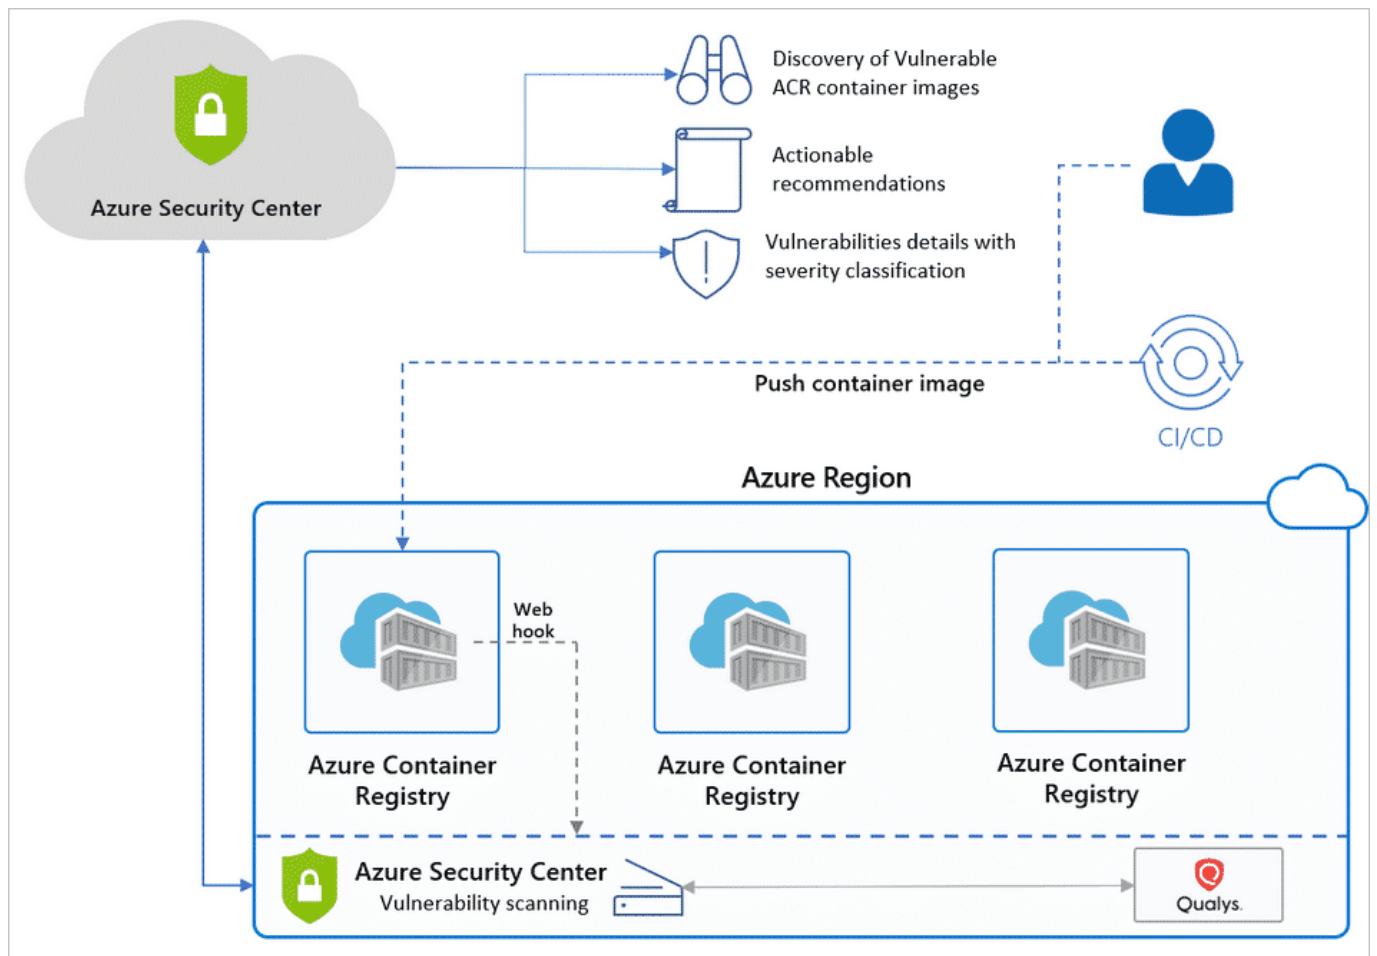 Discovery of Vulnerable
ACR container images
Azure Security Center
Actionable
recommendations
Vulnerabilities details with
severity classification
Push container image
CI/CD
Azure Region
Web
hook
Azure Container
Registry
Azure Container
Registry
Azure Container
Registry
Azure Security Center
Vulnerability scanning
Qualys.